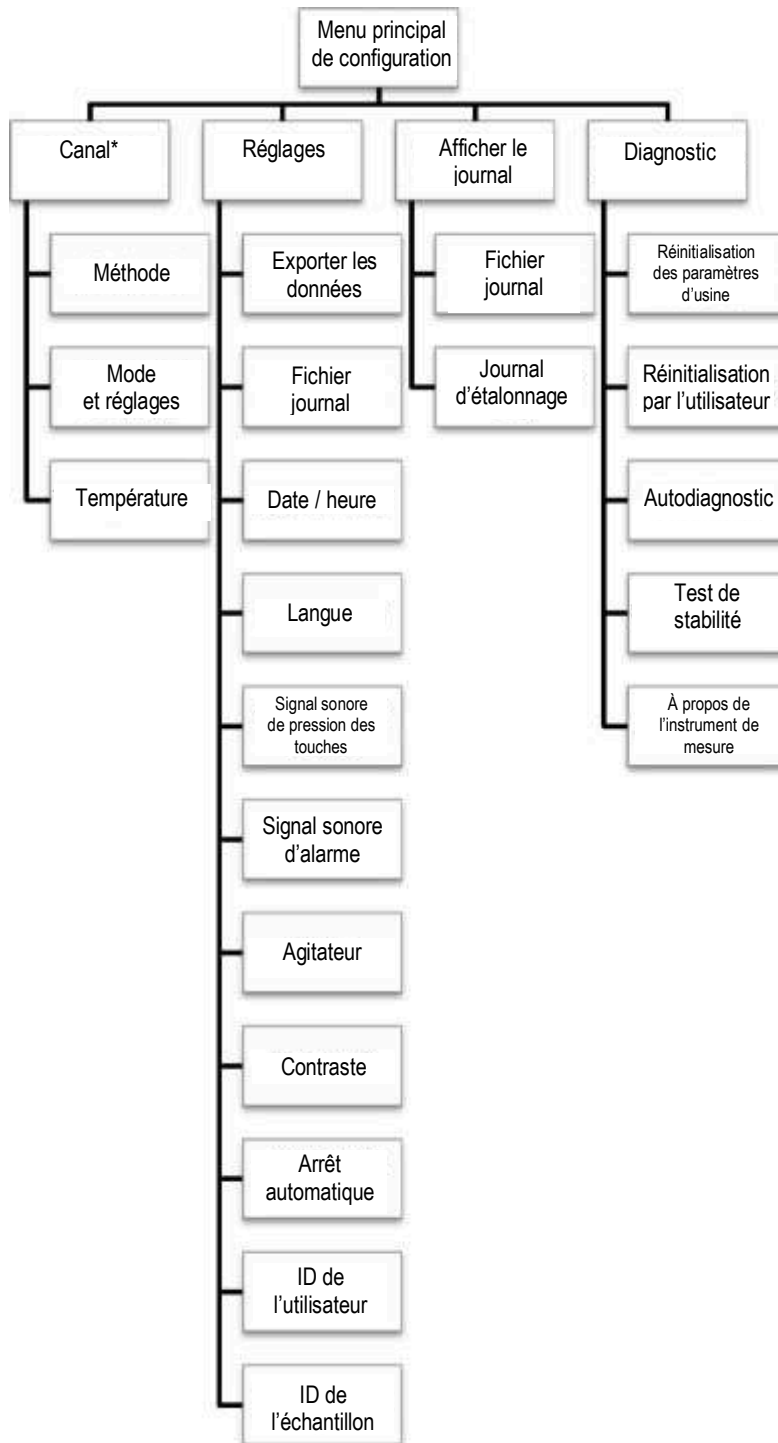 Menu principal
de configuration
Canal*
Réglages
Afficher le
journal
Diagnostic
Méthode
Mode
et réglages
Température
Exporter les
données
Fichier
journal
Date / heure
Langue
Signal sonore
de pression des
touches
Signal sonore
d'alarme
Agitateur
Contraste
Arrêt
automatique
ID de
l'utilisateur
ID de
l'échantillon
Fichier
journal
Journal
d'étalonnage
Réinitialisation
des paramètres
d'usine
Réinitialisation
par l'utilisateur
Autodiagnostic
Test de
stabilité
À propos de
l'instrument de
mesure